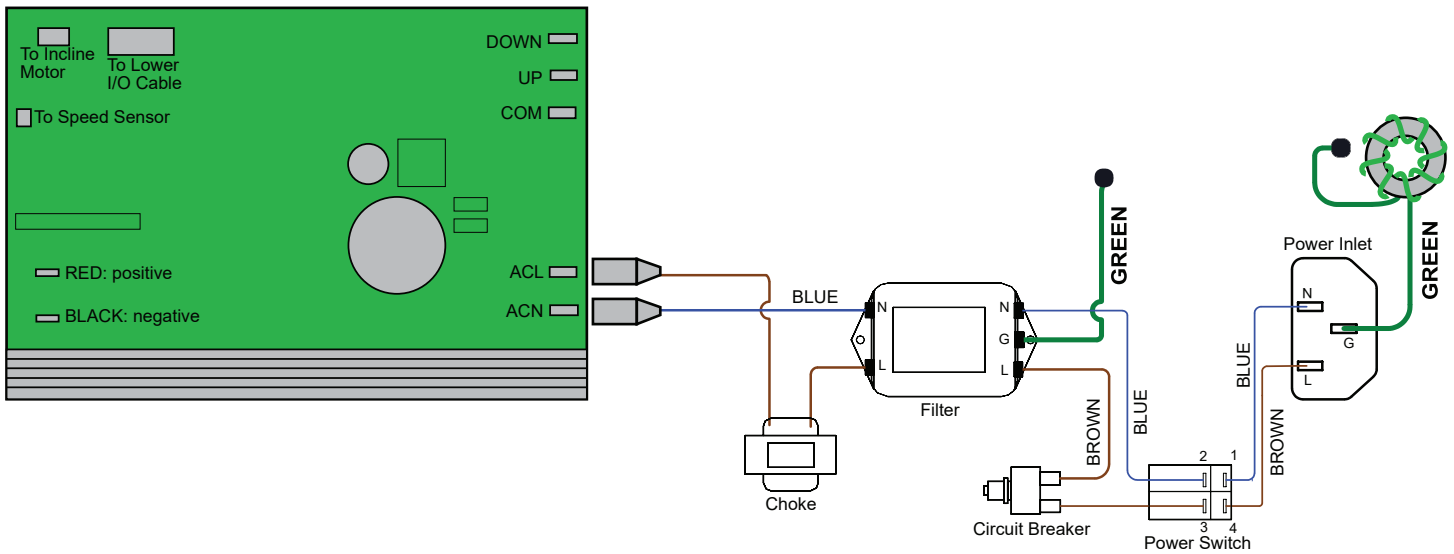 To Incline
Motor
To Lower
I/O Cable
To Speed Sensor
DOWN
UP
COM
RED: positive
BLACK: negative
ACL
ACN
BLUE
N
L
N
G
L
Filter
GREEN
Choke
BROWN
BLUE
Circuit Breaker
2
1
3
4
Power Switch
BLUE
BROWN
Power Inlet
N
G
L
GREEN